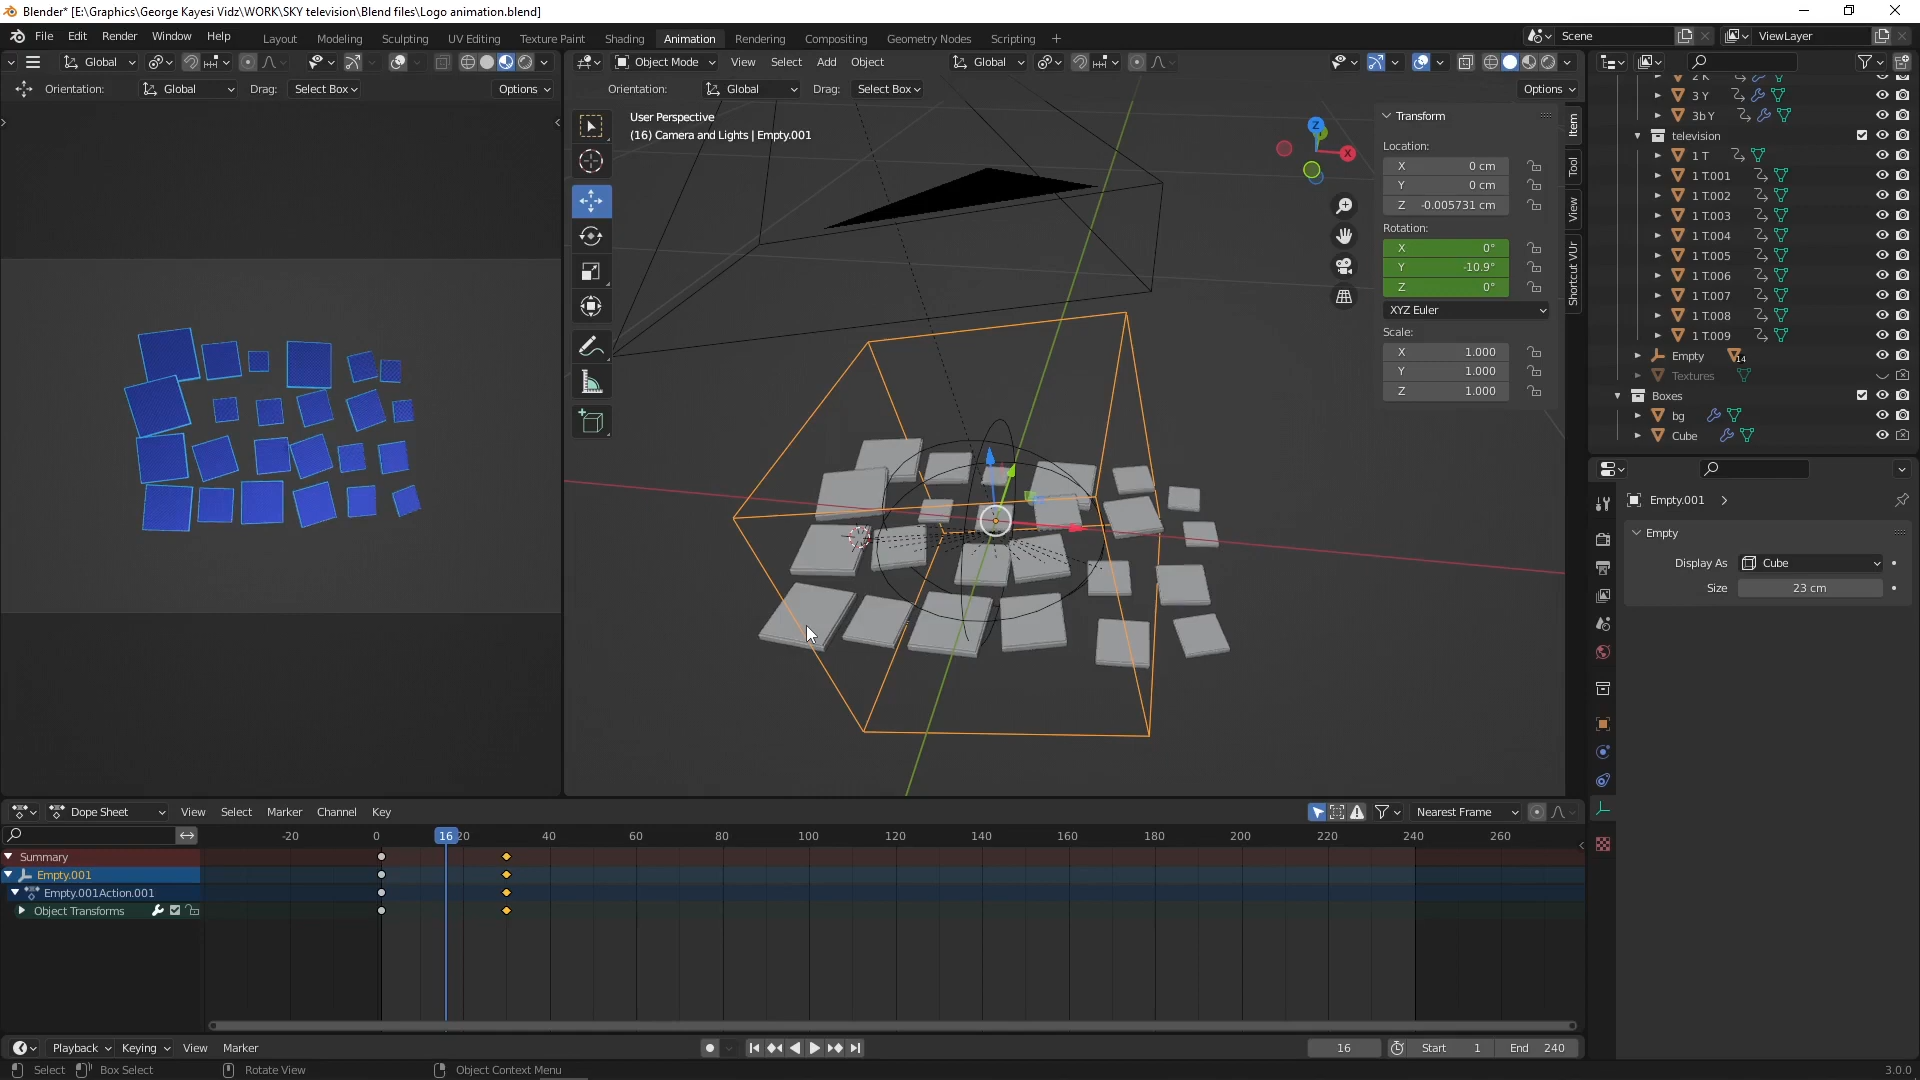 Blender* [E:\Graphics\George Kayesi Vidz\WORK\SKY television\Blend files\Logo animation.blend]
File Edit Render Window Help
Layout Modeling Sculpting UV Editing Texture Paint Shading Animation Rendering Compositing Geometry Nodes Scripting +
Scene
ViewLayer
Global
Object Mode View Select Add Object Global
Orientation: Global Drag: Select Box Options
Orientation: Global Drag: Select Box Options
User Perspective
(16) Camera and Lights | Empty.001
Z
X
Transform
Location:
X 0 cm
Y 0 cm
Z -0.005731 cm
Rotation:
X 0°
Y -10.9°
Z 0°
XYZ Euler
Scale:
X 1.000
Y 1.000
Z 1.000
Item
Tool
View
Shortcut VUr
2 K
3 Y
3b Y
television
1 T
1 T.001
1 T.002
1 T.003
1 T.004
1 T.005
1 T.006
1 T.007
1 T.008
1 T.009
Empty 14
Textures
Boxes
bg
Cube
Empty.001
Empty
Display As Cube
Size 23 cm
Dope Sheet View Select Marker Channel Key
Nearest Frame
-20 0 16 20 40 60 80 100 120 140 160 180 200 220 240 260
Summary
Empty.001
Empty.001Action.001
Object Transforms
Playback Keying View Marker
16 Start 1 End 240
Select Box Select Rotate View Object Context Menu
3.0.0